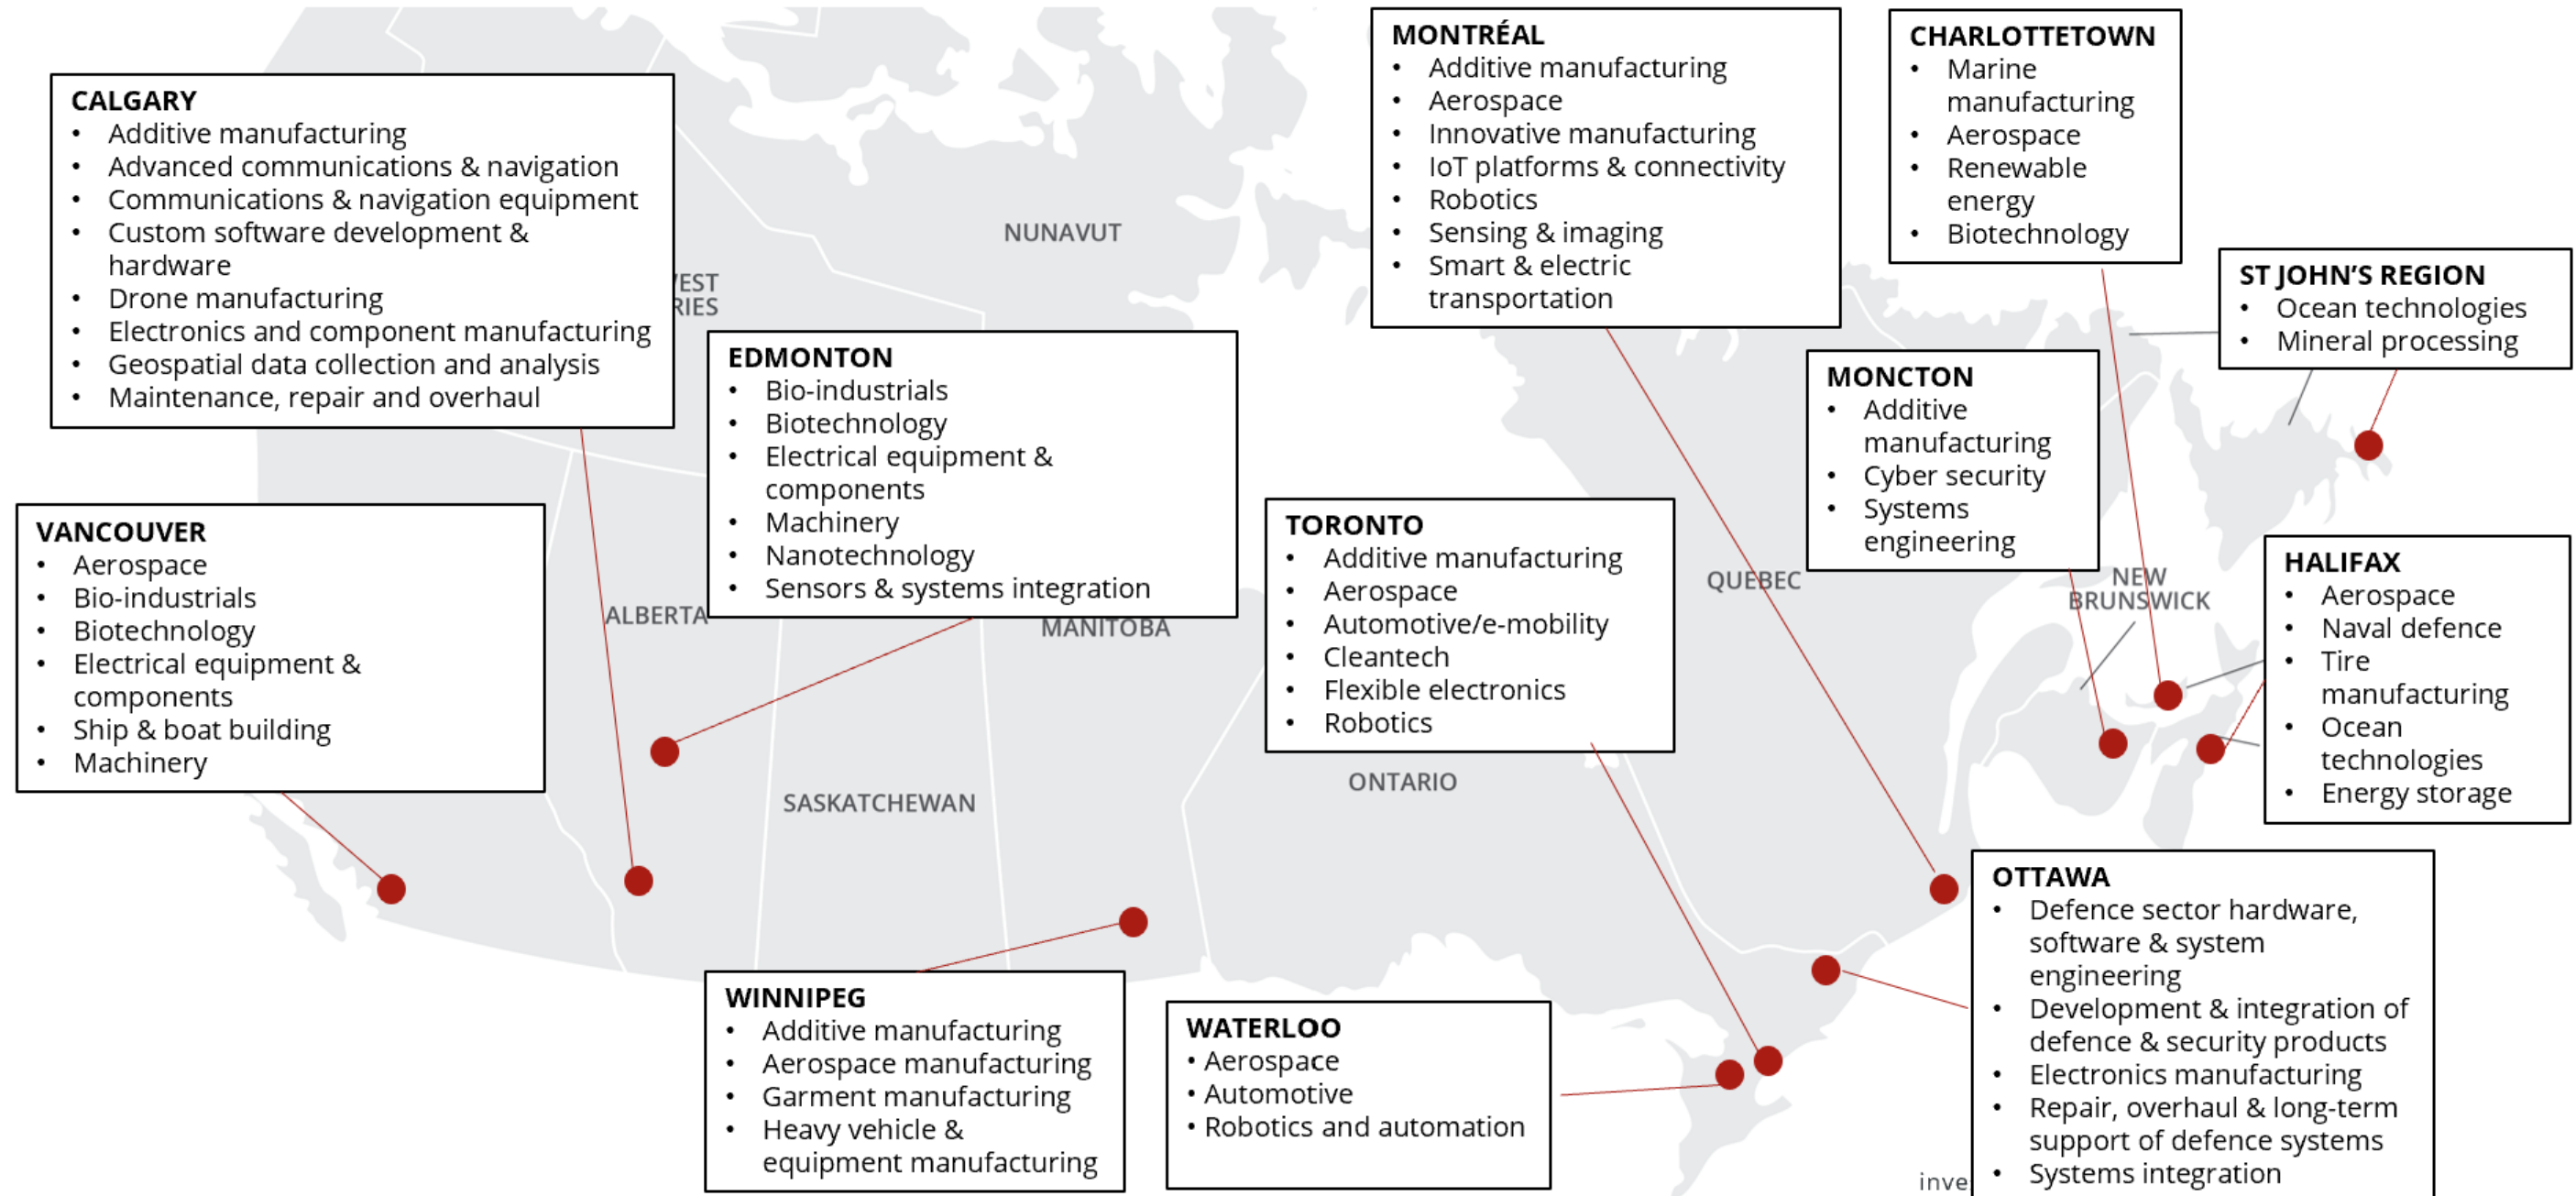 CALGARY
• Additive manufacturing
• Advanced communications & navigation
• Communications & navigation equipment
• Custom software development &
hardware
• Drone manufacturing
• Electronics and component manufacturing
• Geospatial data collection and analysis
• Maintenance, repair and overhaul
MONTRÉAL
• Additive manufacturing
• Aerospace
• Innovative manufacturing
• IoT platforms & connectivity
• Robotics
• Sensing & imaging
• Smart & electric
transportation
CHARLOTTETOWN
• Marine
manufacturing
• Aerospace
• Renewable
energy
• Biotechnology
NUNAVUT
ST JOHN'S REGION
• Ocean technologies
• Mineral processing
EDMONTON
• Bio-industrials
• Biotechnology
• Electrical equipment &
components
• Machinery
• Nanotechnology
• Sensors & systems integration
MONCTON
• Additive
manufacturing
• Cyber security
• Systems
engineering
VANCOUVER
• Aerospace
• Bio-industrials
• Biotechnology
• Electrical equipment &
components
• Ship & boat building
• Machinery
ALBERTA
MANITOBA
TORONTO
• Additive manufacturing
• Aerospace
• Automotive/e-mobility
• Cleantech
• Flexible electronics
• Robotics
QUEBEC
NEW
BRUNSWICK
HALIFAX
• Aerospace
• Naval defence
• Tire
manufacturing
• Ocean
technologies
• Energy storage
SASKATCHEWAN
ONTARIO
WINNIPEG
• Additive manufacturing
• Aerospace manufacturing
• Garment manufacturing
• Heavy vehicle &
equipment manufacturing
WATERLOO
• Aerospace
• Automotive
• Robotics and automation
OTTAWA
• Defence sector hardware,
software & system
engineering
• Development & integration of
defence & security products
• Electronics manufacturing
• Repair, overhaul & long-term
support of defence systems
• Systems integration